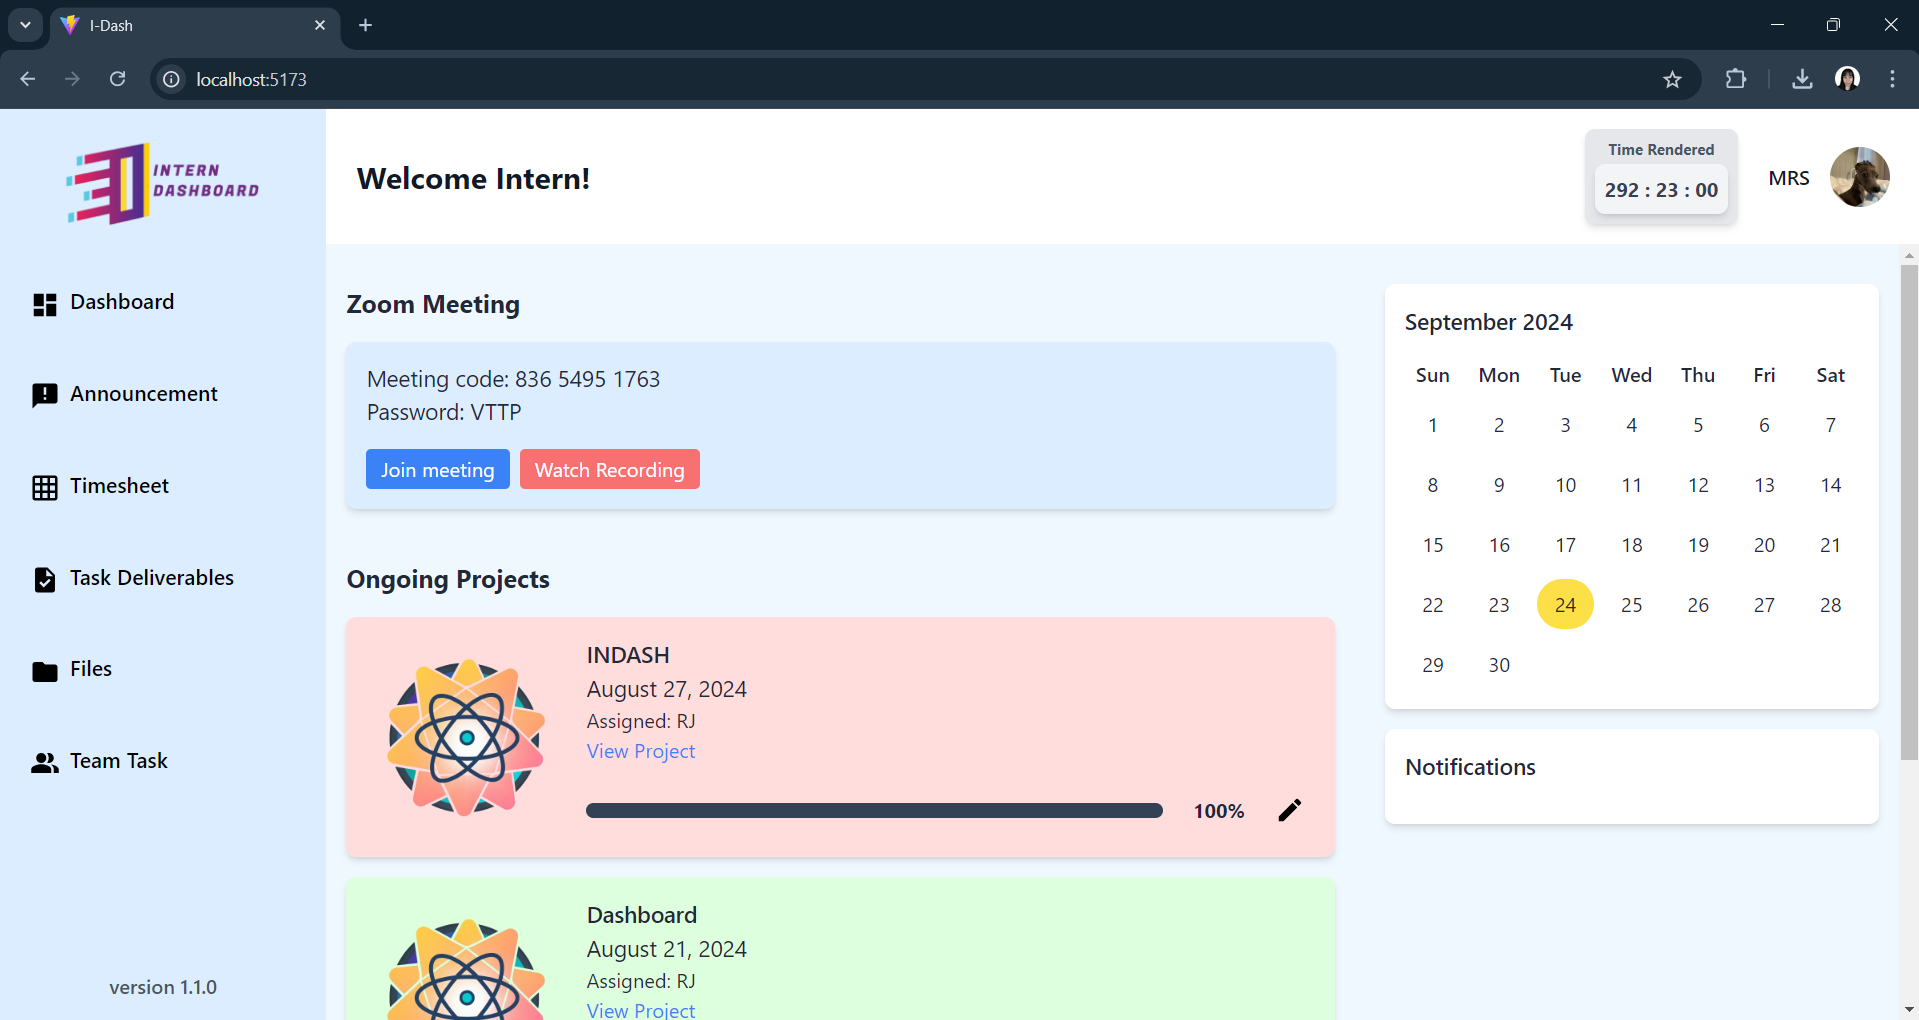 I-Dash
localhost:5173
INTERN
DASHBOARD
Welcome Intern!
Time Rendered
292 : 23 : 00
MRS
Dashboard
Announcement
Timesheet
Task Deliverables
Files
Team Task
version 1.1.0
Zoom Meeting
Meeting code: 836 5495 1763
Password: VTTP
Join meeting
Watch Recording
Ongoing Projects
INDASH
August 27, 2024
Assigned: RJ
View Project
100%
Dashboard
August 21, 2024
Assigned: RJ
View Project
September 2024
Sun Mon Tue Wed Thu Fri Sat
1 2 3 4 5 6 7
8 9 10 11 12 13 14
15 16 17 18 19 20 21
22 23 24 25 26 27 28
29 30
Notifications